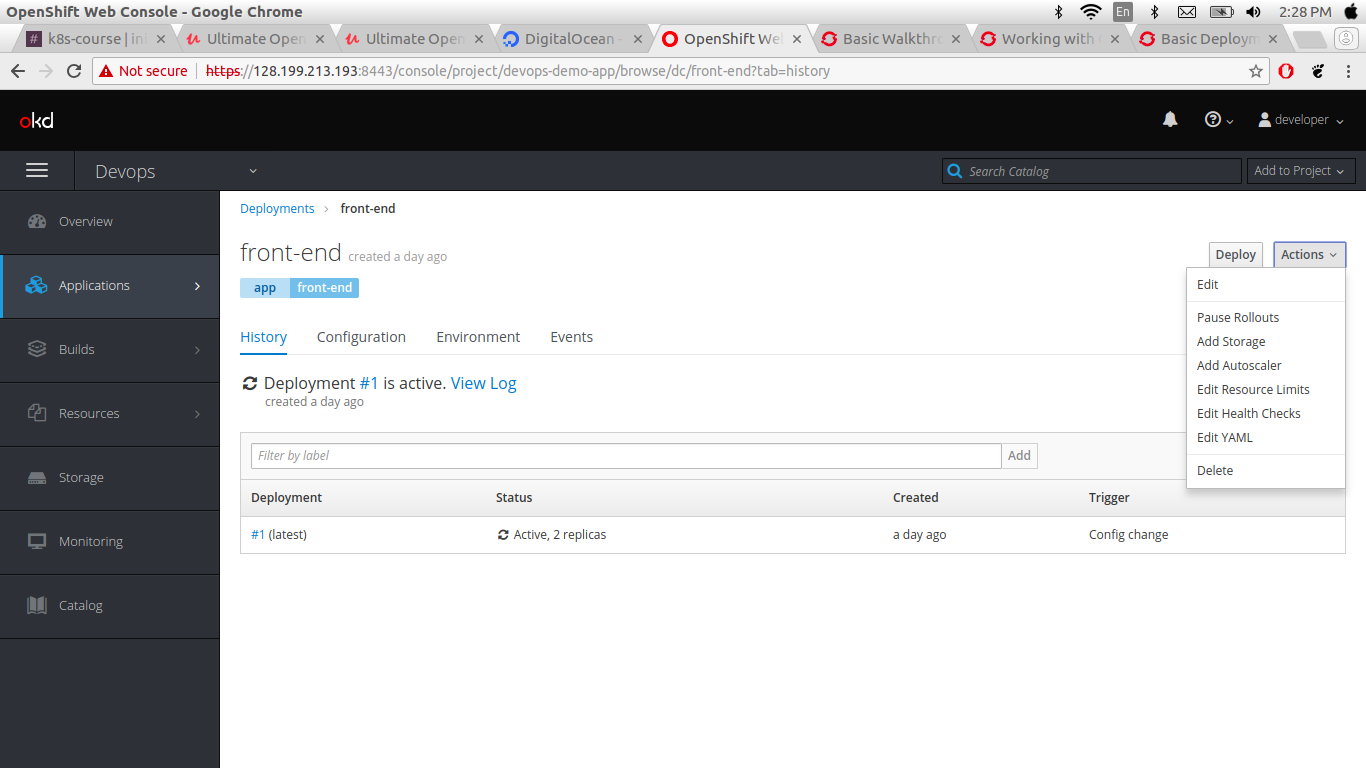 OpenShift Web Console - Google Chrome
En
2:28 PM
# k8s-course | in
Ultimate Open
Ultimate Open
DigitalOcean -
OpenShift We
Basic Walkthr
Working with
Basic Deploym
Not secure
https://128.199.213.193:8443/console/project/devops-demo-app/browse/dc/front-end?tab=history
okd
developer
Devops
Search Catalog
Add to Project
Overview
Applications
Builds
Resources
Storage
Monitoring
Catalog
Deployments › front-end
front-end created a day ago
Deploy
Actions
app front-end
Edit
Pause Rollouts
Add Storage
Add Autoscaler
Edit Resource Limits
Edit Health Checks
Edit YAML
Delete
History Configuration Environment Events
Deployment #1 is active. View Log
created a day ago
Filter by label
Add
Deployment Status Created Trigger
#1 (latest) Active, 2 replicas a day ago Config change